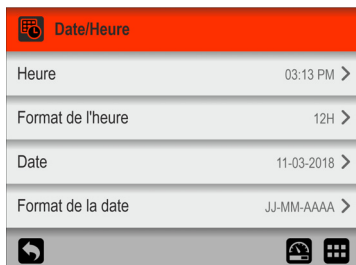 Date/Heure
Heure 03:13 PM
Format de l'heure 12H
Date 11-03-2018
Format de la date JJ-MM-AAAA